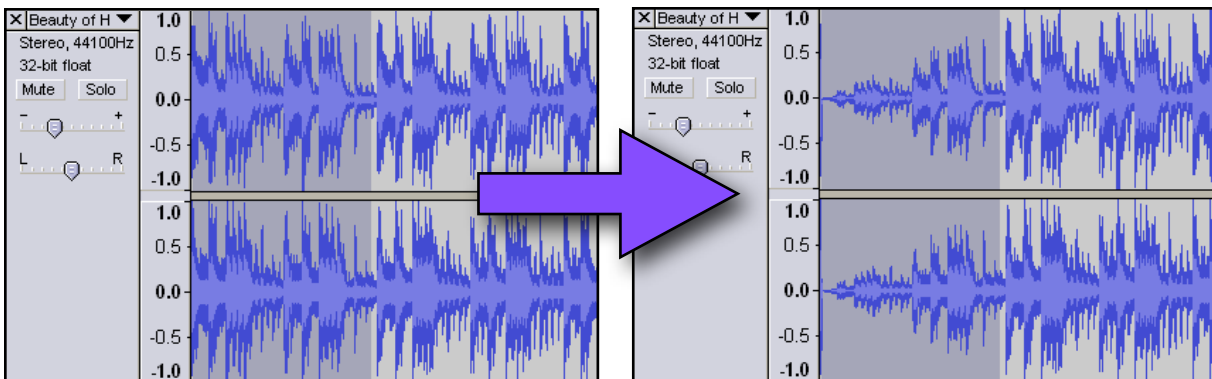 × Beauty of H ▼
Stereo, 44100Hz
32-bit float
Mute Solo
- +
L R
1.0
0.5
0.0
-0.5
-1.0
1.0
0.5
0.0
-0.5
-1.0
× Beauty of H ▼
Stereo, 44100Hz
32-bit float
Mute Solo
- +
R
1.0
0.5
0.0
-0.5
-1.0
1.0
0.5
0.0
-0.5
-1.0